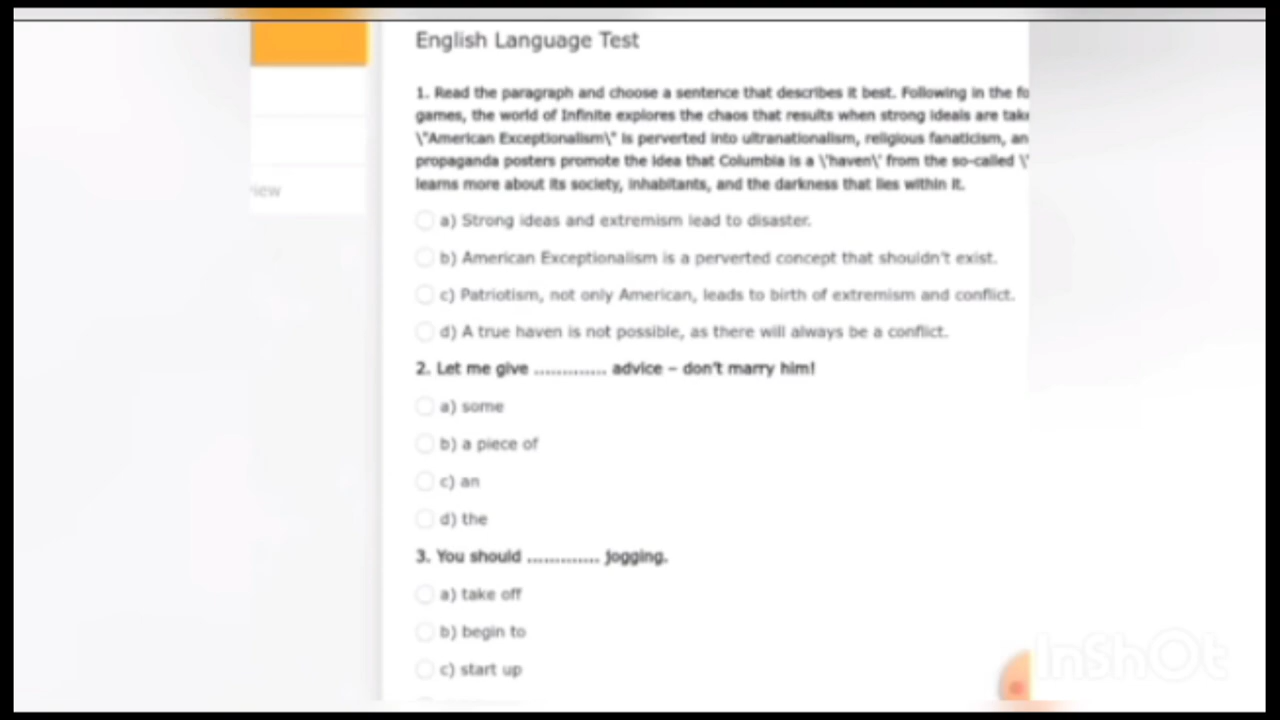 English Language Test
1. Read the paragraph and choose a sentence that describes it best. Following in the
games, the world of Infinite explores the chaos that results when strong ideals are
\"American Exceptionalism\" is perverted into ultranationalism, religious fanaticism,
propaganda posters promote the idea that Columbia is a \'haven\' from the so-called \'
learns more about its society, inhabitants, and the darkness that lies within it.
a) Strong ideas and extremism lead to disaster.
b) American Exceptionalism is a perverted concept that shouldn't exist.
c) Patriotism, not only American, leads to birth of extremism and conflict.
d) A true haven is not possible, as there will always be a conflict.
2. Let me give ............. advice – don't marry him!
a) some
b) a piece of
c) an
d) the
3. You should ............. jogging.
a) take off
b) begin to
c) start up
InShOt